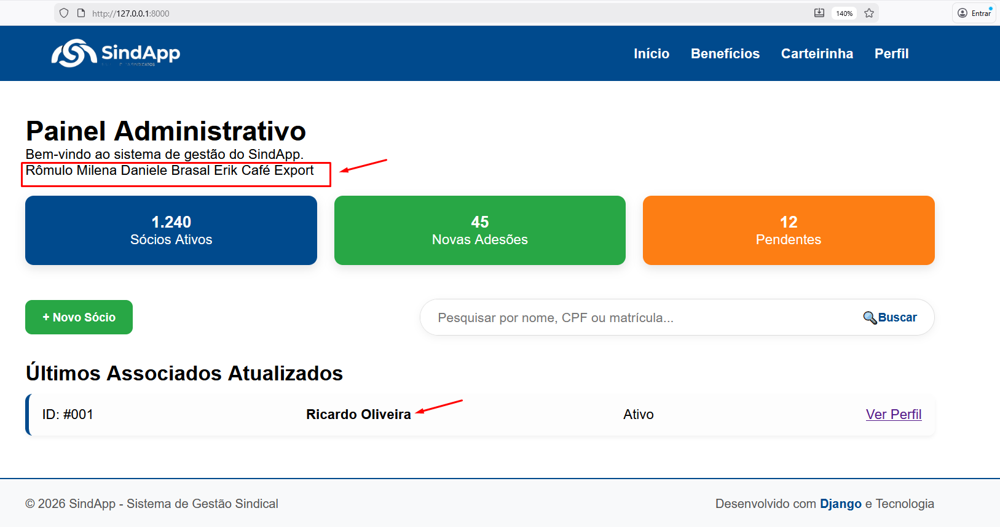 http://127.0.0.1:8000
140%
Entrar
SindApp
Início
Benefícios
Carteirinha
Perfil
Painel Administrativo
Bem-vindo ao sistema de gestão do SindApp.
Rômulo Milena Daniele Brasal Erik Café Export
1.240
Sócios Ativos
45
Novas Adesões
12
Pendentes
+ Novo Sócio
Pesquisar por nome, CPF ou matrícula...
Buscar
Últimos Associados Atualizados
ID: #001 Ricardo Oliveira Ativo Ver Perfil
© 2026 SindApp - Sistema de Gestão Sindical
Desenvolvido com Django e Tecnologia